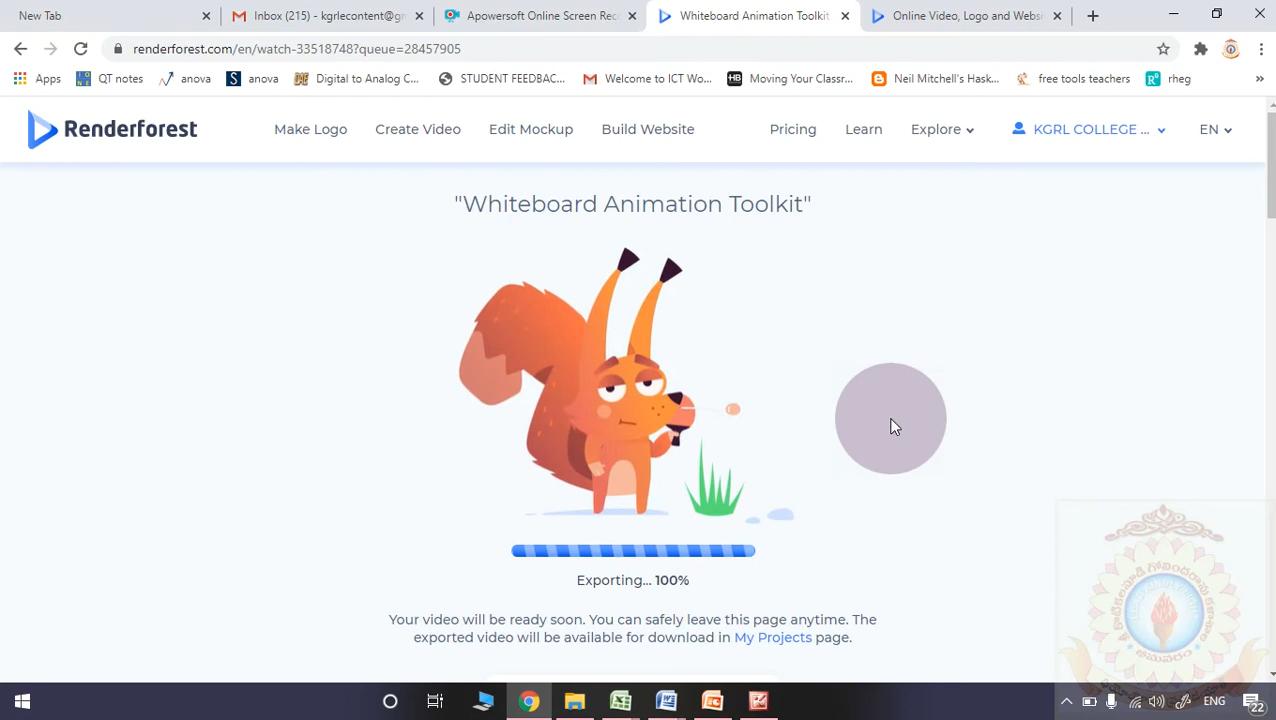 New Tab
Inbox (215) - kgrlecontent@gr
Apowersoft Online Screen Rec
Whiteboard Animation Toolkit
Online Video, Logo and Websi
renderforest.com/en/watch-33518748?queue=28457905
Apps
QT notes
anova
S anova
Digital to Analog C...
STUDENT FEEDBAC...
Welcome to ICT Wo...
HB Moving Your Classr...
Neil Mitchell's Hask...
free tools teachers
rheg
»
Renderforest
Make Logo
Create Video
Edit Mockup
Build Website
Pricing
Learn
Explore
KGRL COLLEGE ...
EN
"Whiteboard Animation Toolkit"
Exporting... 100%
Your video will be ready soon. You can safely leave this page anytime. The
exported video will be available for download in My Projects page.
ENG
22